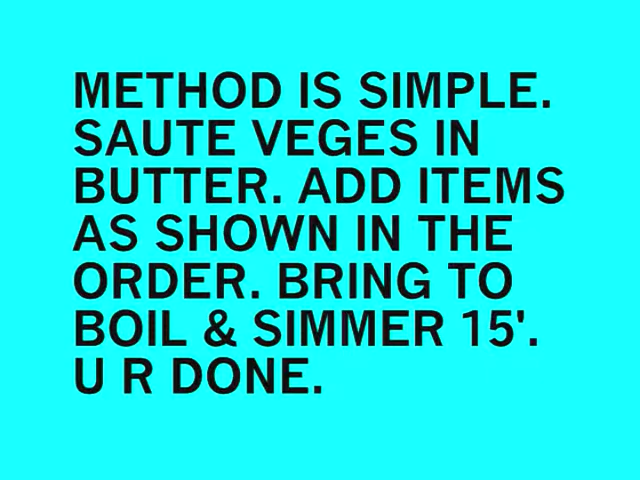 METHOD IS SIMPLE.
SAUTE VEGES IN
BUTTER. ADD ITEMS
AS SHOWN IN THE
ORDER. BRING TO
BOIL & SIMMER 15'.
U R DONE.